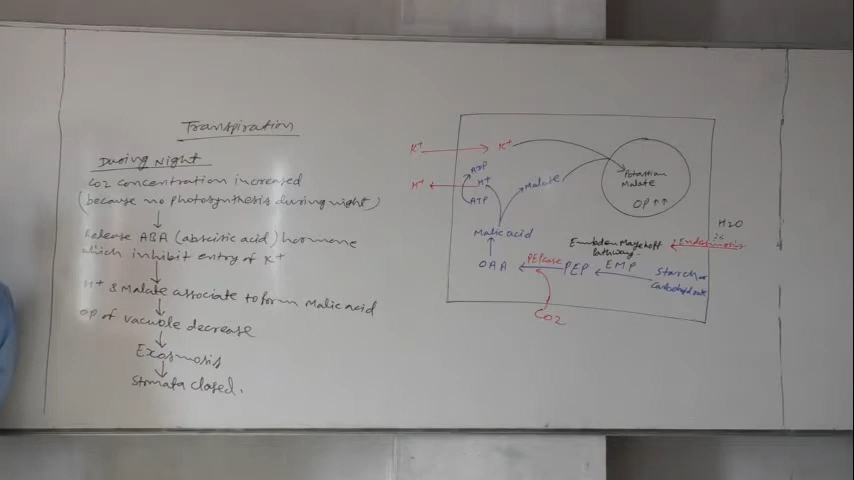 Transpiration
During Night
CO2 concentration increased
(because no photosynthesis during night)
Release ABA (abscisic acid) hormone
which inhibit entry of K+
H+ & Malate associate to form Malic acid
OP of vacuole decrease
Exosmosis
Stomata closed.
K+
K+
H+
H+
ADP
ATP
Malate
Potassium
Malate
OP↑↑
Malic acid
H2O
Endosmosis
Pathway.
OAA
PEPcase
PEP
EMP
Starch or
Carbohydrate
CO2